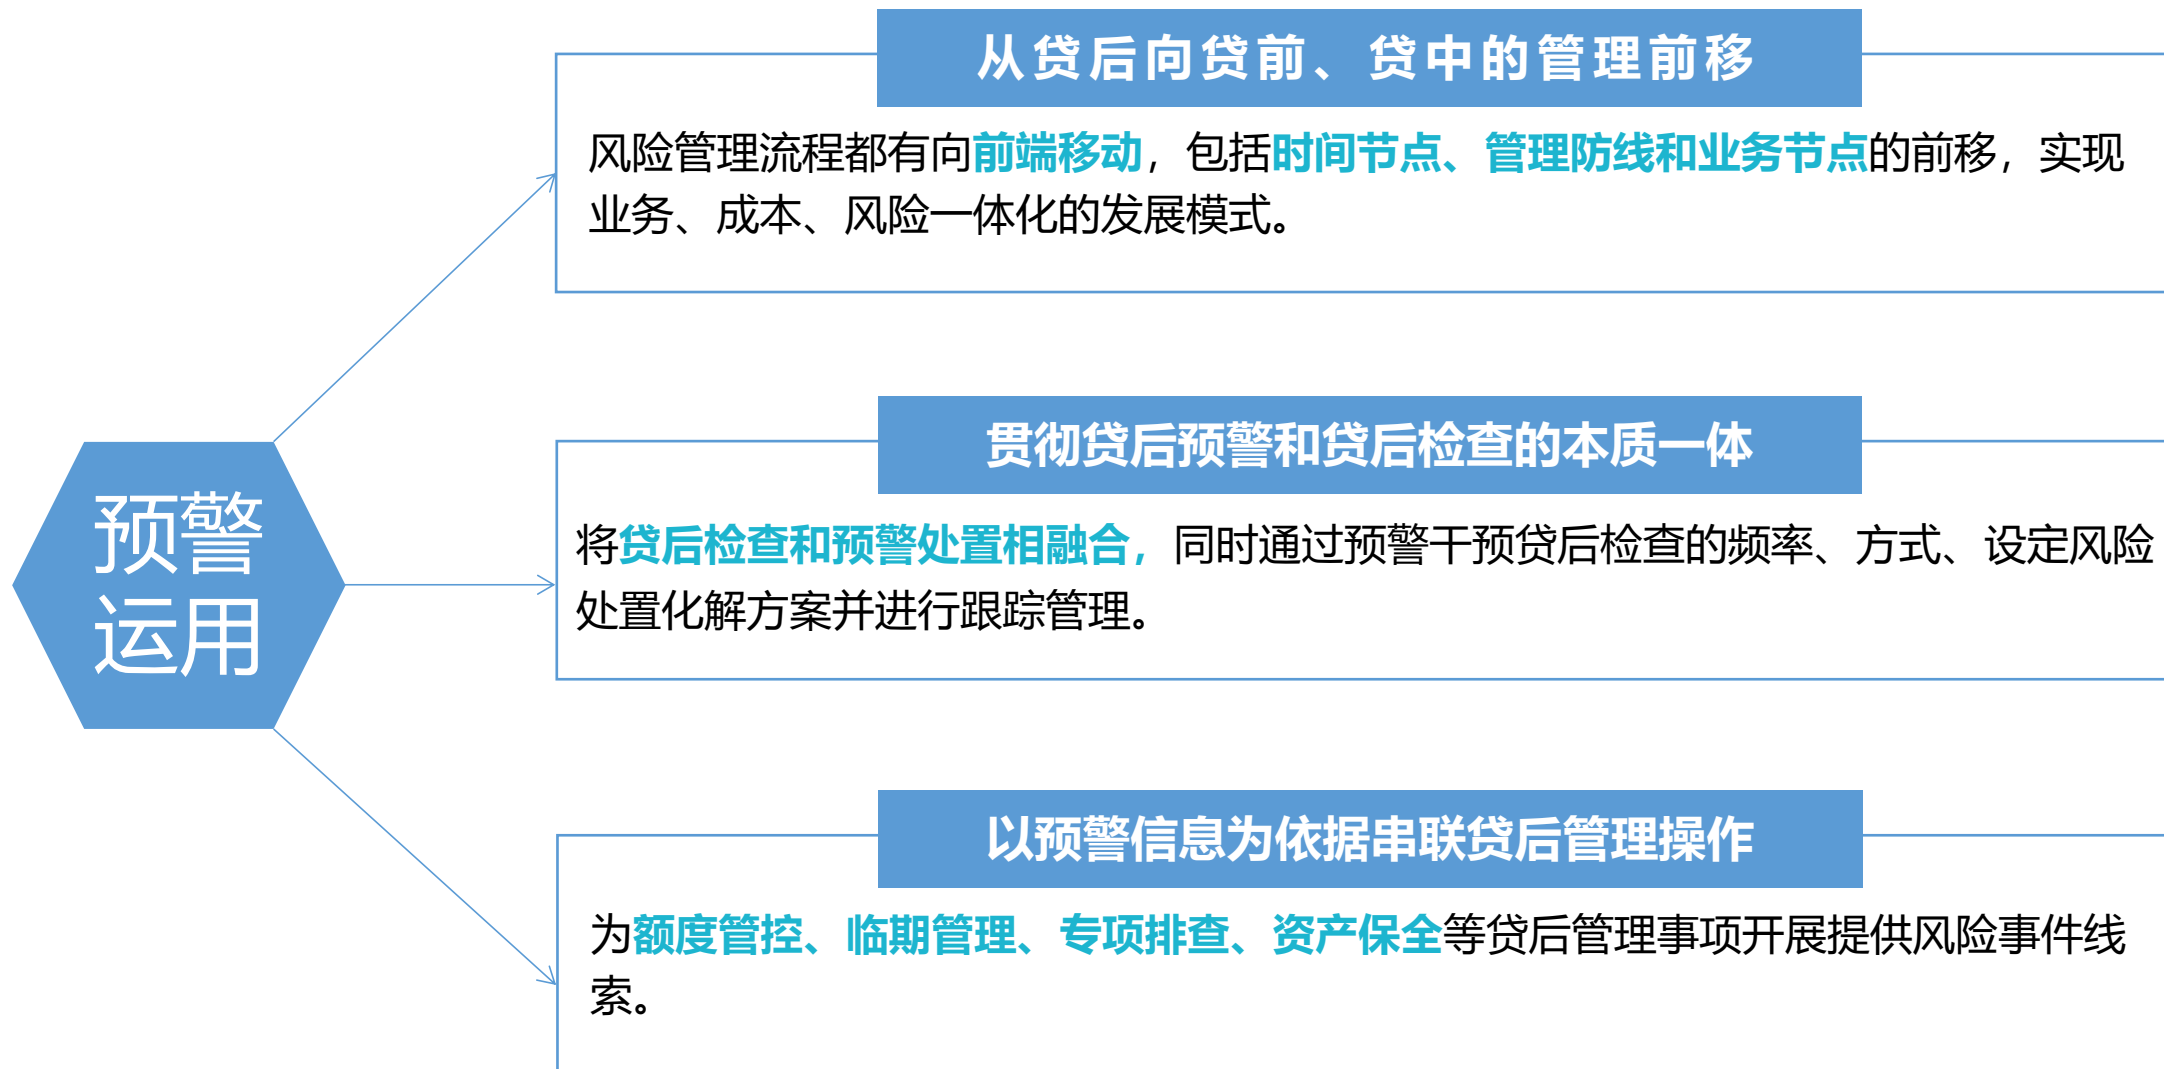 从贷后向贷前、贷中的管理前移
风险管理流程都有向前端移动，包括时间节点、管理防线和业务节点的前移，实现
业务、成本、风险一体化的发展模式。
预警
运用
贯彻贷后预警和贷后检查的本质一体
将贷后检查和预警处置相融合，同时通过预警干预贷后检查的频率、方式、设定风险
处置化解方案并进行跟踪管理。
以预警信息为依据串联贷后管理操作
为额度管控、临期管理、专项排查、资产保全等贷后管理事项开展提供风险事件线
索。